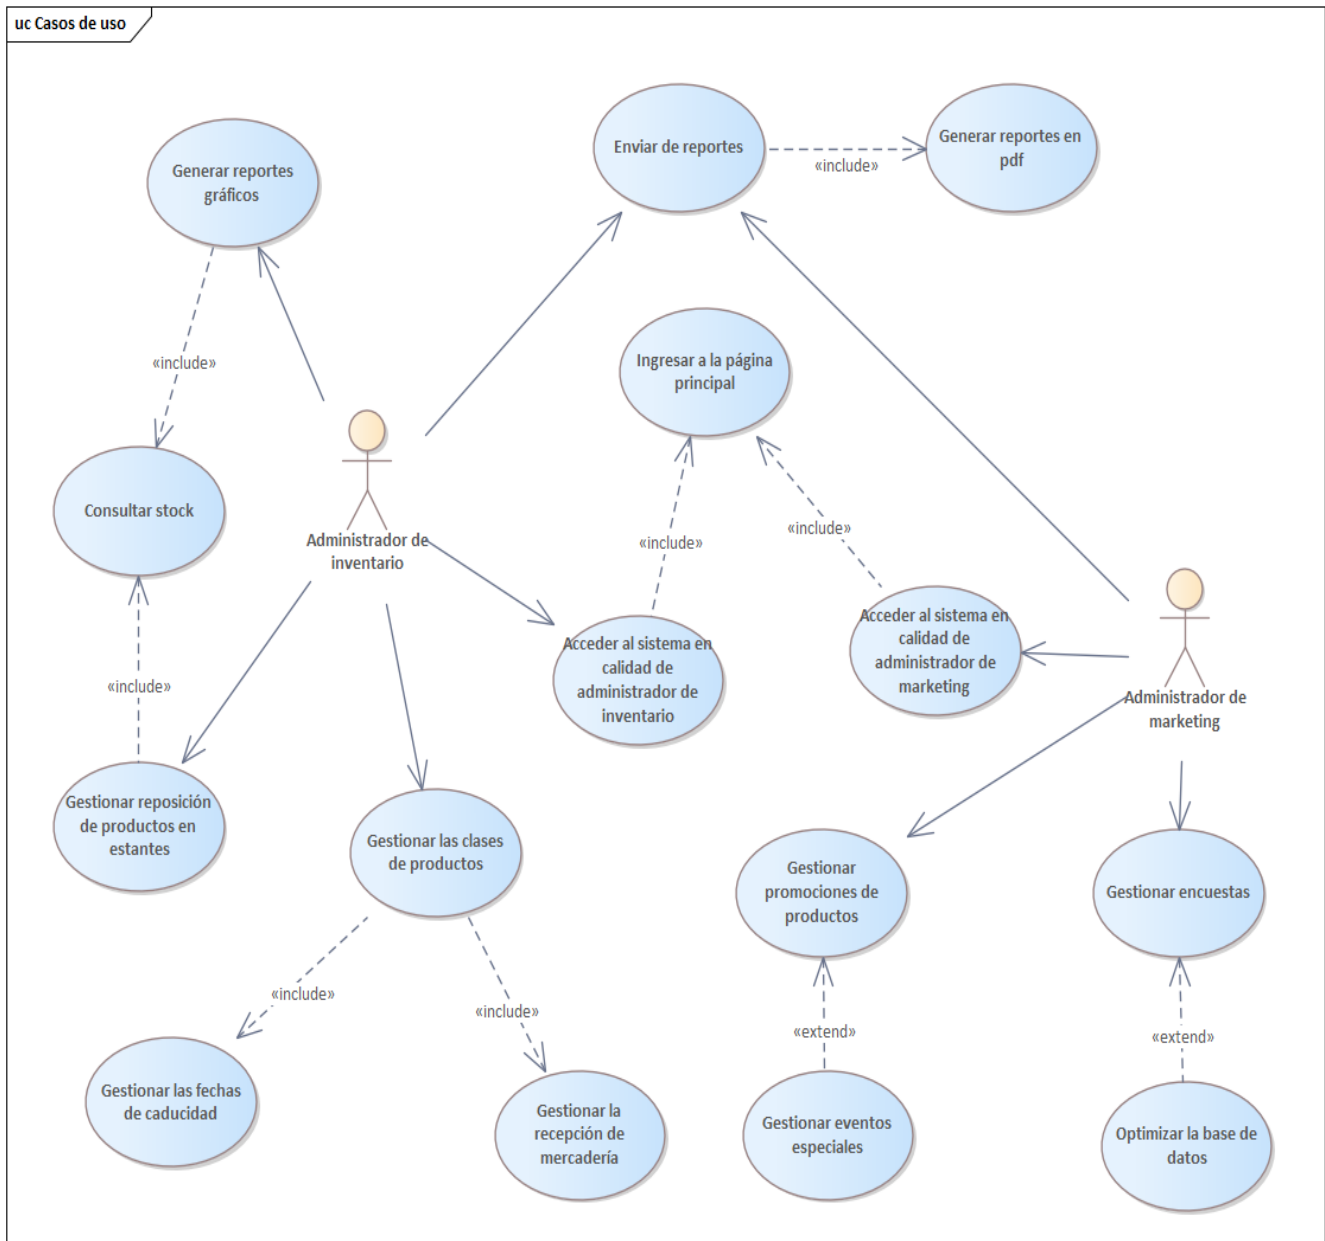 uc Casos de uso
Generar reportes
gráficos
Enviar de reportes
«include»
Generar reportes en
pdf
«include»
Ingresar a la página
principal
Consultar stock
Administrador de
inventario
«include»
«include»
«include»
Acceder al sistema en
calidad de
administrador de
inventario
Acceder al sistema en
calidad de
administrador de
marketing
Administrador de
marketing
Gestionar reposición
de productos en
estantes
Gestionar las clases
de productos
Gestionar
promociones de
productos
Gestionar encuestas
«include»
«include»
«extend»
«extend»
Gestionar las fechas
de caducidad
Gestionar la
recepción de
mercadería
Gestionar eventos
especiales
Optimizar la base de
datos